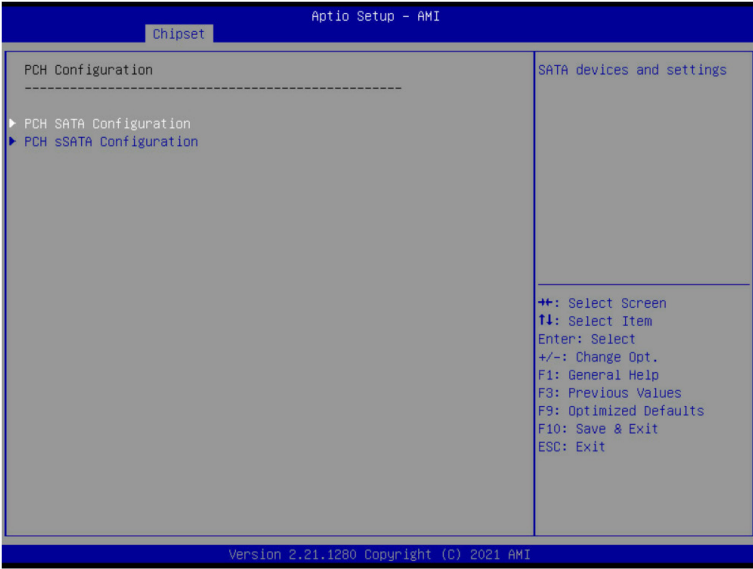 Aptio Setup – AMI
Chipset
PCH Configuration
------------------------------------------------
PCH SATA Configuration
PCH sSATA Configuration
SATA devices and settings
→←: Select Screen
↑↓: Select Item
Enter: Select
+/-: Change Opt.
F1: General Help
F3: Previous Values
F9: Optimized Defaults
F10: Save & Exit
ESC: Exit
Version 2.21.1280 Copyright (C) 2021 AMI